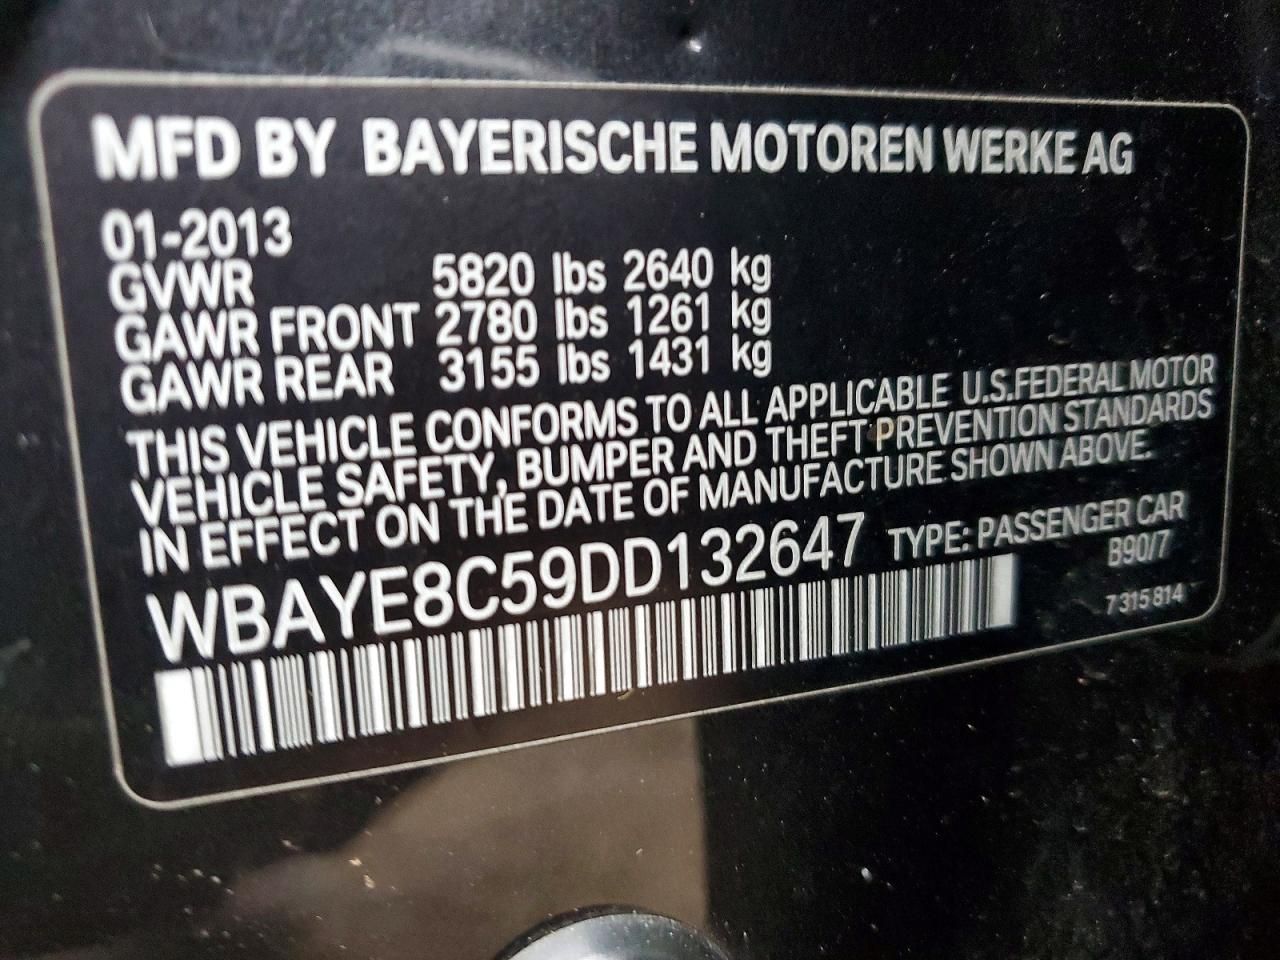 MFD BY BAYERISCHE MOTOREN WERKE AG
01-2013
GVWR 5820 lbs 2640 kg
GAWR FRONT 2780 lbs 1261 kg
GAWR REAR 3155 lbs 1431 kg
THIS VEHICLE CONFORMS TO ALL APPLICABLE U.S.FEDERAL MOTOR
VEHICLE SAFETY, BUMPER AND THEFT PREVENTION STANDARDS
IN EFFECT ON THE DATE OF MANUFACTURE SHOWN ABOVE.
WBAYE8C59DD132647 TYPE: PASSENGER CAR
B90/7
7 315 814